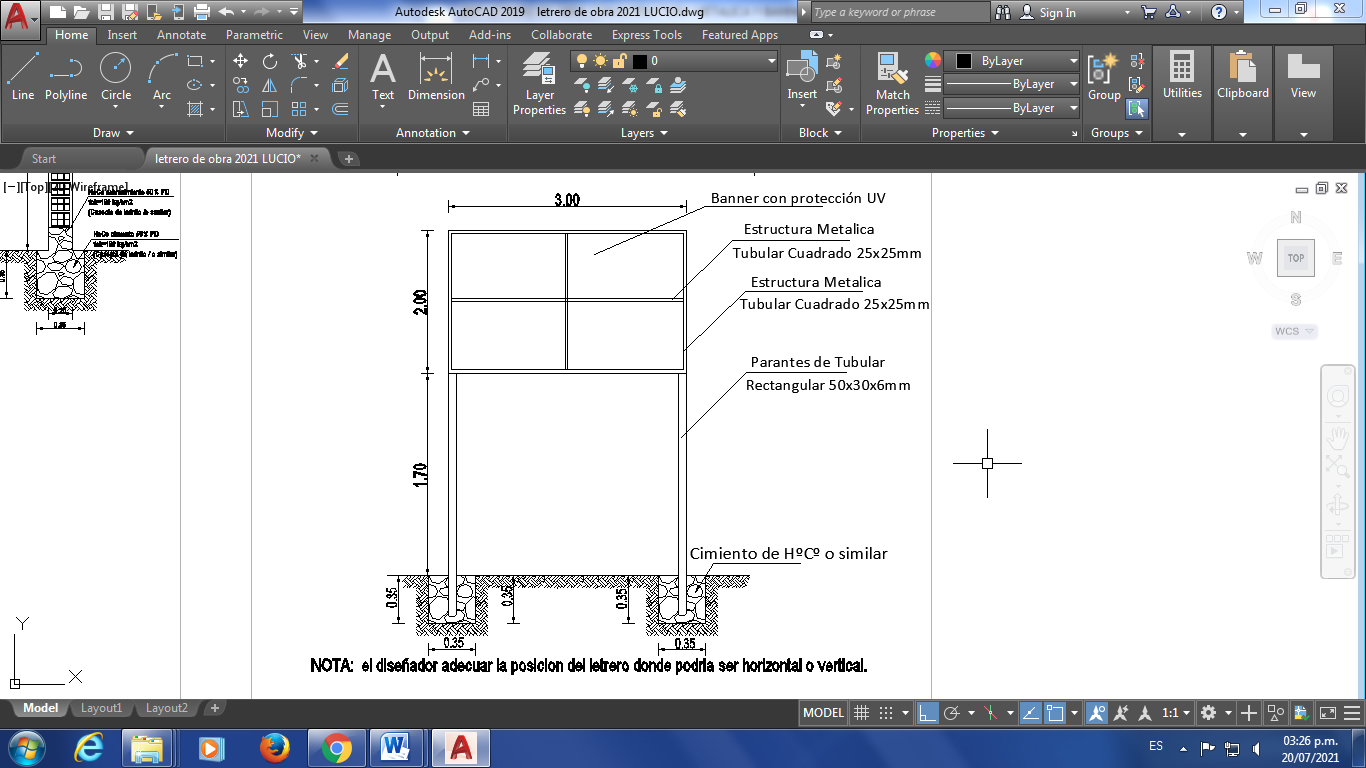 Autodesk AutoCAD 2019 letrero de obra 2021 LUCIO.dwg
Type a keyword or phrase
Sign In
Home Insert Annotate Parametric View Manage Output Add-ins Collaborate Express Tools Featured Apps
Line
Polyline
Circle
Arc
Text
Dimension
Layer
Properties
0
Insert
Match
Properties
ByLayer
ByLayer
ByLayer
Group
Utilities
Clipboard
View
Draw
Modify
Annotation
Layers
Block
Properties
Groups
Start
letrero de obra 2021 LUCIO*
[−][Top][2D Wireframe]
3.00
2.00
1.70
Banner con protección UV
Estructura Metalica
Tubular Cuadrado 25x25mm
Estructura Metalica
Tubular Cuadrado 25x25mm
Parantes de Tubular
Rectangular 50x30x6mm
Cimiento de HºCº o similar
0.35
0.35
0.35
0.35
0.35
NOTA: el diseñador adecuar la posicion del letrero donde podria ser horizontal o vertical.
N
W
TOP
E
S
WCS
Y
X
Model Layout1 Layout2
MODEL
1:1
ES
03:26 p.m.
20/07/2021